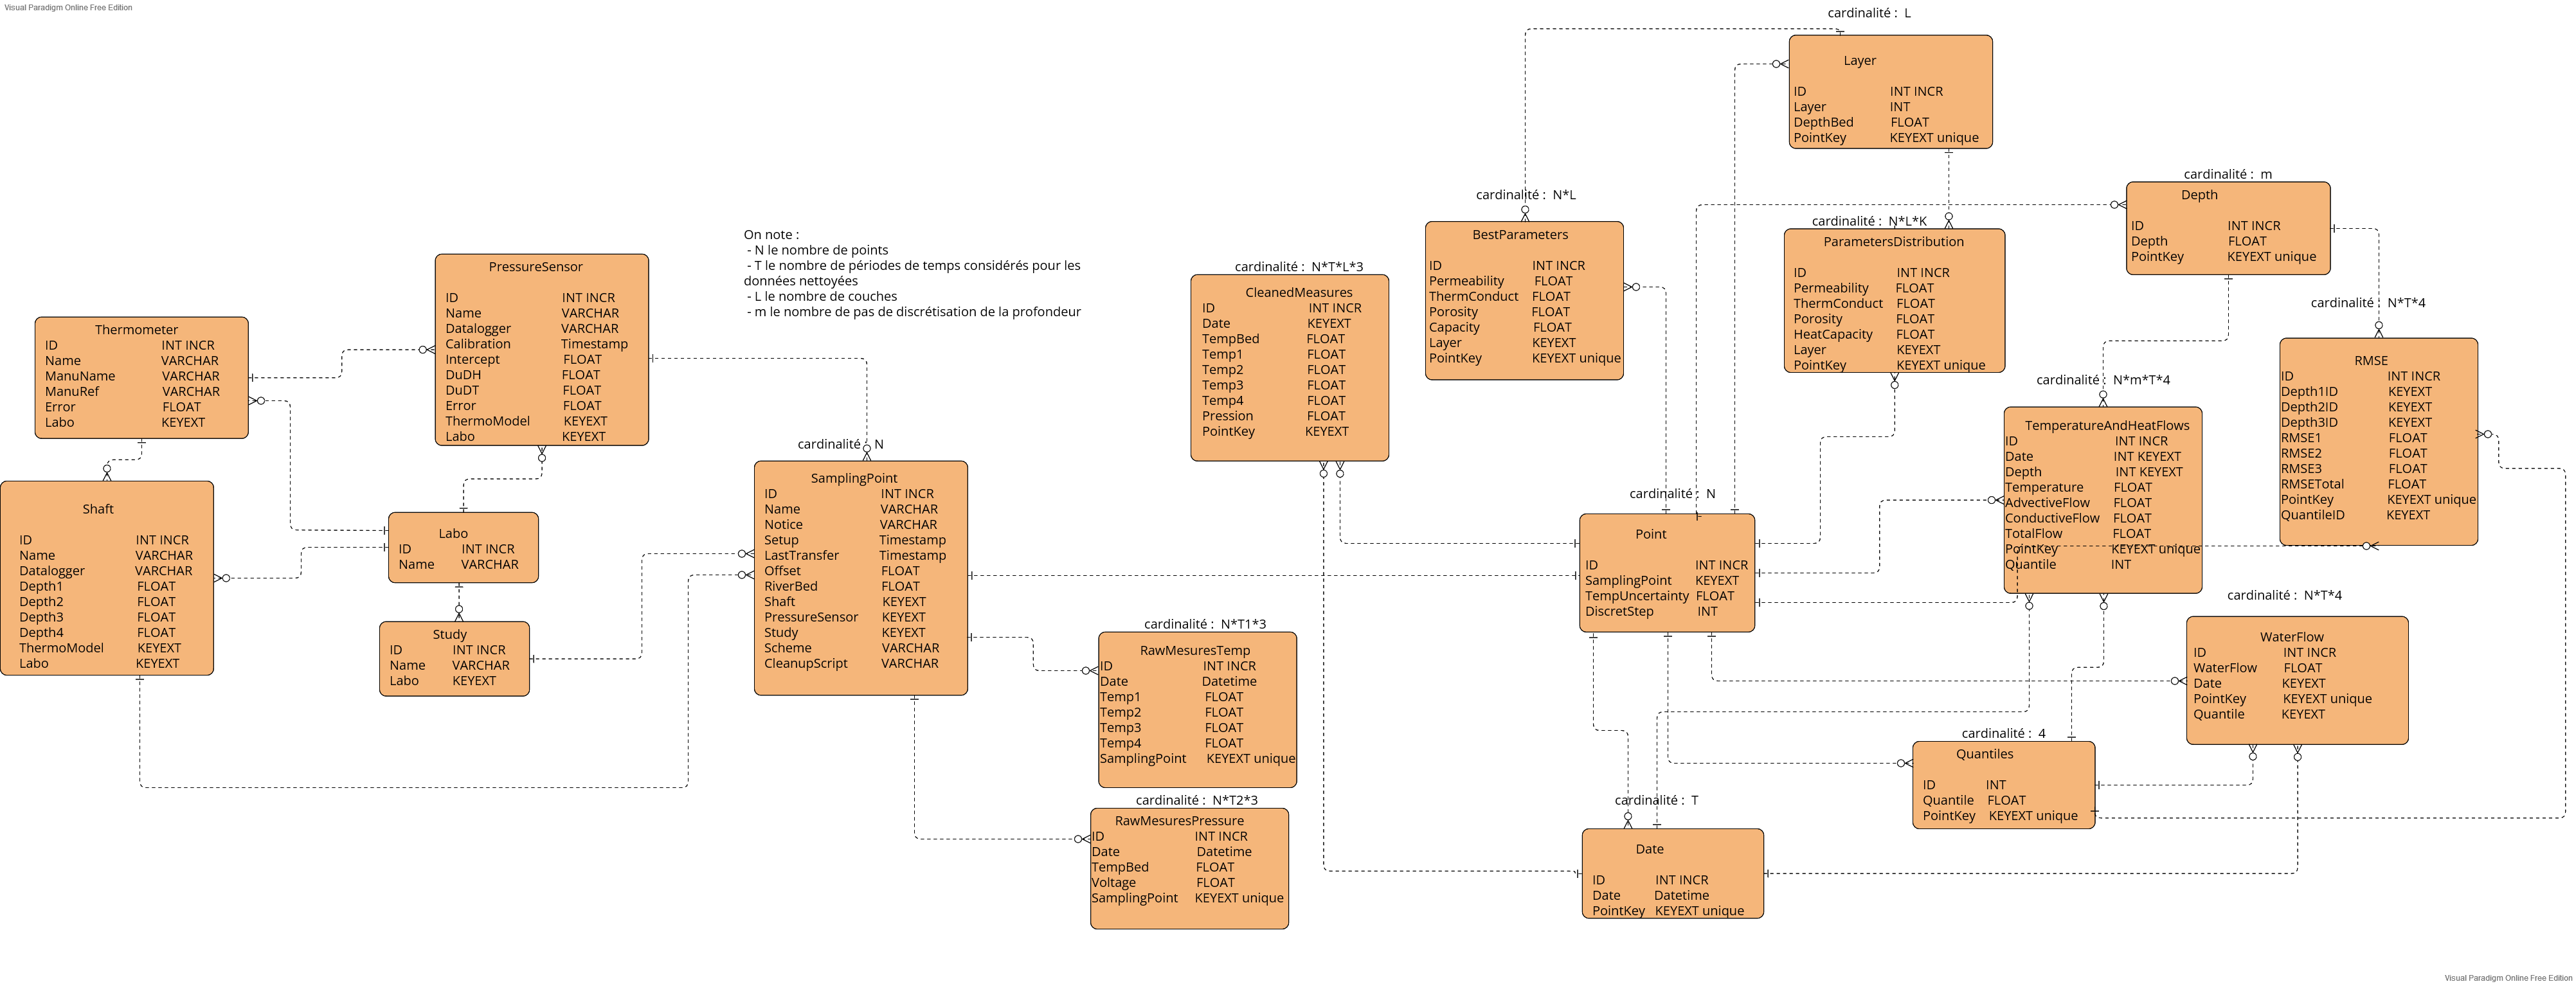 Visual Paradigm Online Free Edition
cardinalité : L
Layer
ID INT INCR
Layer INT
DepthBed FLOAT
PointKey KEYEXT unique
cardinalité : m
Depth
ID INT INCR
Depth FLOAT
PointKey KEYEXT unique
cardinalité : N*L
BestParameters
ID INT INCR
Permeability FLOAT
ThermConduct FLOAT
Porosity FLOAT
Capacity FLOAT
Layer KEYEXT
PointKey KEYEXT unique
cardinalité : N*L*K
ParametersDistribution
ID INT INCR
Permeability FLOAT
ThermConduct FLOAT
Porosity FLOAT
HeatCapacity FLOAT
Layer KEYEXT
PointKey KEYEXT unique
On note :
- N le nombre de points
- T le nombre de périodes de temps considérés pour les
données nettoyées
- L le nombre de couches
- m le nombre de pas de discrétisation de la profondeur
PressureSensor
ID INT INCR
Name VARCHAR
Datalogger VARCHAR
Calibration Timestamp
Intercept FLOAT
DuDH FLOAT
DuDT FLOAT
Error FLOAT
ThermoModel KEYEXT
Labo KEYEXT
cardinalité : N*T*L*3
CleanedMeasures
ID INT INCR
Date KEYEXT
TempBed FLOAT
Temp1 FLOAT
Temp2 FLOAT
Temp3 FLOAT
Temp4 FLOAT
Pression FLOAT
PointKey KEYEXT
cardinalité : N*T*4
RMSE
ID INT INCR
Depth1ID KEYEXT
Depth2ID KEYEXT
Depth3ID KEYEXT
RMSE1 FLOAT
RMSE2 FLOAT
RMSE3 FLOAT
RMSETotal FLOAT
PointKey KEYEXT unique
QuantileID KEYEXT
Thermometer
ID INT INCR
Name VARCHAR
ManuName VARCHAR
ManuRef VARCHAR
Error FLOAT
Labo KEYEXT
cardinalité : N*m*T*4
TemperatureAndHeatFlows
ID INT INCR
Date INT KEYEXT
Depth INT KEYEXT
Temperature FLOAT
AdvectiveFlow FLOAT
ConductiveFlow FLOAT
TotalFlow FLOAT
PointKey KEYEXT unique
Quantile INT
cardinalité : N
SamplingPoint
ID INT INCR
Name VARCHAR
Notice VARCHAR
Setup Timestamp
LastTransfer Timestamp
Offset FLOAT
RiverBed FLOAT
Shaft KEYEXT
PressureSensor KEYEXT
Study KEYEXT
Scheme VARCHAR
CleanupScript VARCHAR
Shaft
ID INT INCR
Name VARCHAR
Datalogger VARCHAR
Depth1 FLOAT
Depth2 FLOAT
Depth3 FLOAT
Depth4 FLOAT
ThermoModel KEYEXT
Labo KEYEXT
Labo
ID INT INCR
Name VARCHAR
Study
ID INT INCR
Name VARCHAR
Labo KEYEXT
cardinalité : N
Point
ID INT INCR
SamplingPoint KEYEXT
TempUncertainty FLOAT
DiscretStep INT
cardinalité : N*T1*3
RawMesuresTemp
ID INT INCR
Date Datetime
Temp1 FLOAT
Temp2 FLOAT
Temp3 FLOAT
Temp4 FLOAT
SamplingPoint KEYEXT unique
cardinalité : N*T*4
WaterFlow
ID INT INCR
WaterFlow FLOAT
Date KEYEXT
PointKey KEYEXT unique
Quantile KEYEXT
cardinalité : 4
Quantiles
ID INT
Quantile FLOAT
PointKey KEYEXT unique
cardinalité : N*T2*3
RawMesuresPressure
ID INT INCR
Date Datetime
TempBed FLOAT
Voltage FLOAT
SamplingPoint KEYEXT unique
cardinalité : T
Date
ID INT INCR
Date Datetime
PointKey KEYEXT unique
Visual Paradigm Online Free Edition